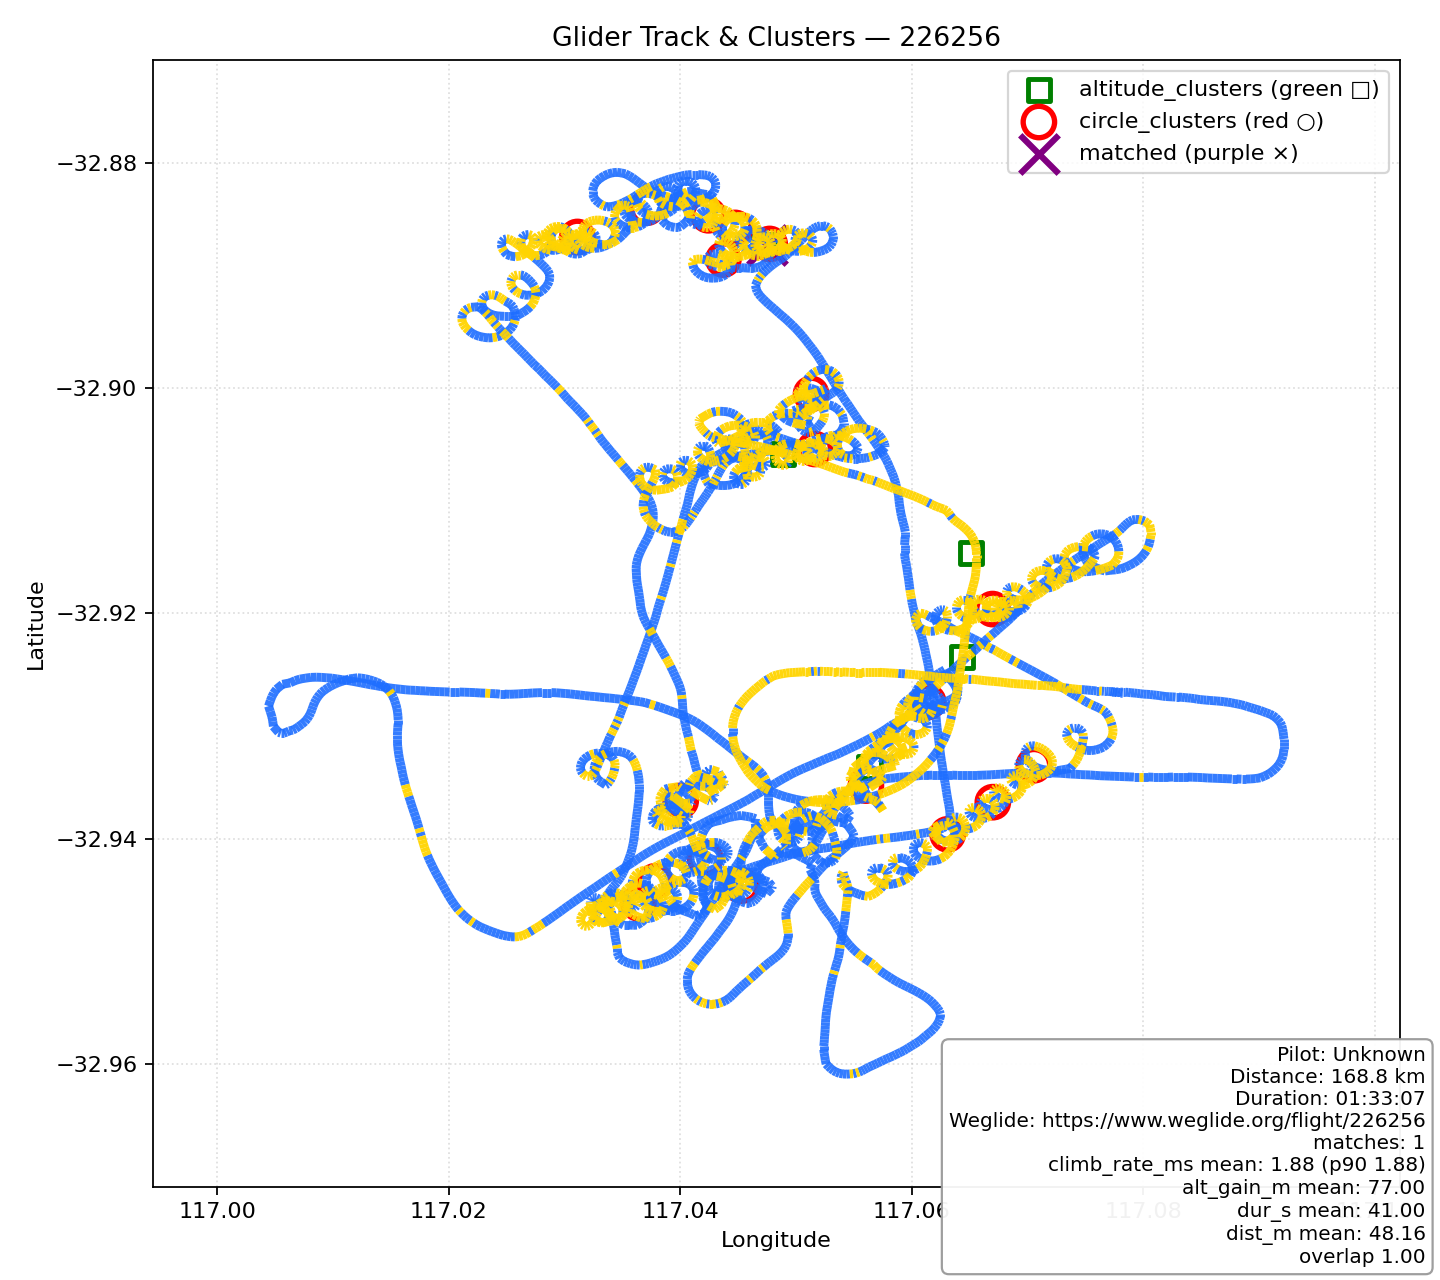 Glider Track & Clusters — 226256
altitude_clusters (green □)
circle_clusters (red ○)
matched (purple ×)
−32.88
−32.90
−32.92
−32.94
−32.96
Latitude
117.00
117.02
117.04
117.06
117.08
Longitude
Pilot: Unknown
Distance: 168.8 km
Duration: 01:33:07
Weglide: https://www.weglide.org/flight/226256
matches: 1
climb_rate_ms mean: 1.88 (p90 1.88)
alt_gain_m mean: 77.00
dur_s mean: 41.00
dist_m mean: 48.16
overlap 1.00